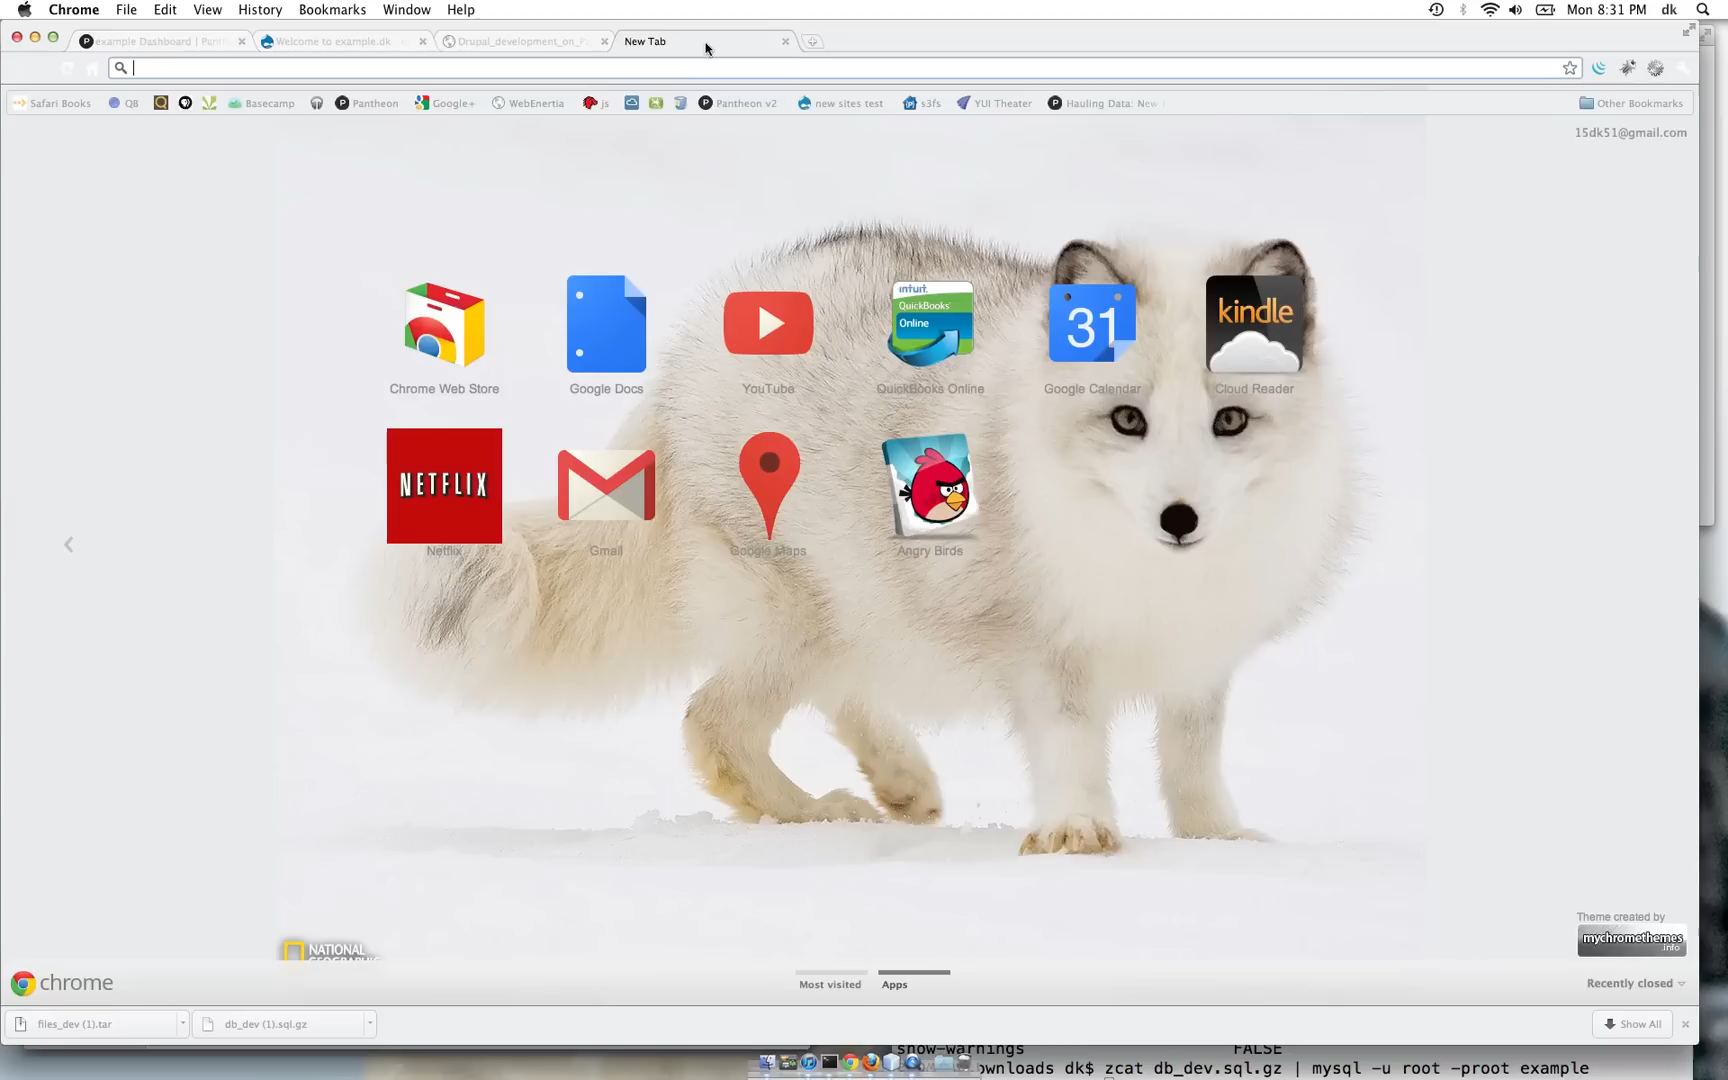 Chrome File Edit View History Bookmarks Window Help Mon 8:31 PM dk
example Dashboard | Pant Welcome to example.dk Drupal_development_on_P New Tab
Safari Books QB Basecamp Pantheon Google+ WebEnertia js Pantheon v2 new sites test s3fs YUI Theater Hauling Data: New Other Bookmarks
15dk51@gmail.com
intuit.
QuickBooks
Online
31
kindle
Chrome Web Store Google Docs YouTube QuickBooks Online Google Calendar Cloud Reader
NETFLIX
Netflix Gmail Google Maps Angry Birds
Theme created by
mychromethemes
.info
NATIONAL
GEOGRAPHIC
chrome
Most visited Apps
Recently closed
files_dev (1).tar db_dev (1).sql.gz Show All
show-warnings FALSE
ownloads dk$ zcat db_dev.sql.gz | mysql -u root -proot example